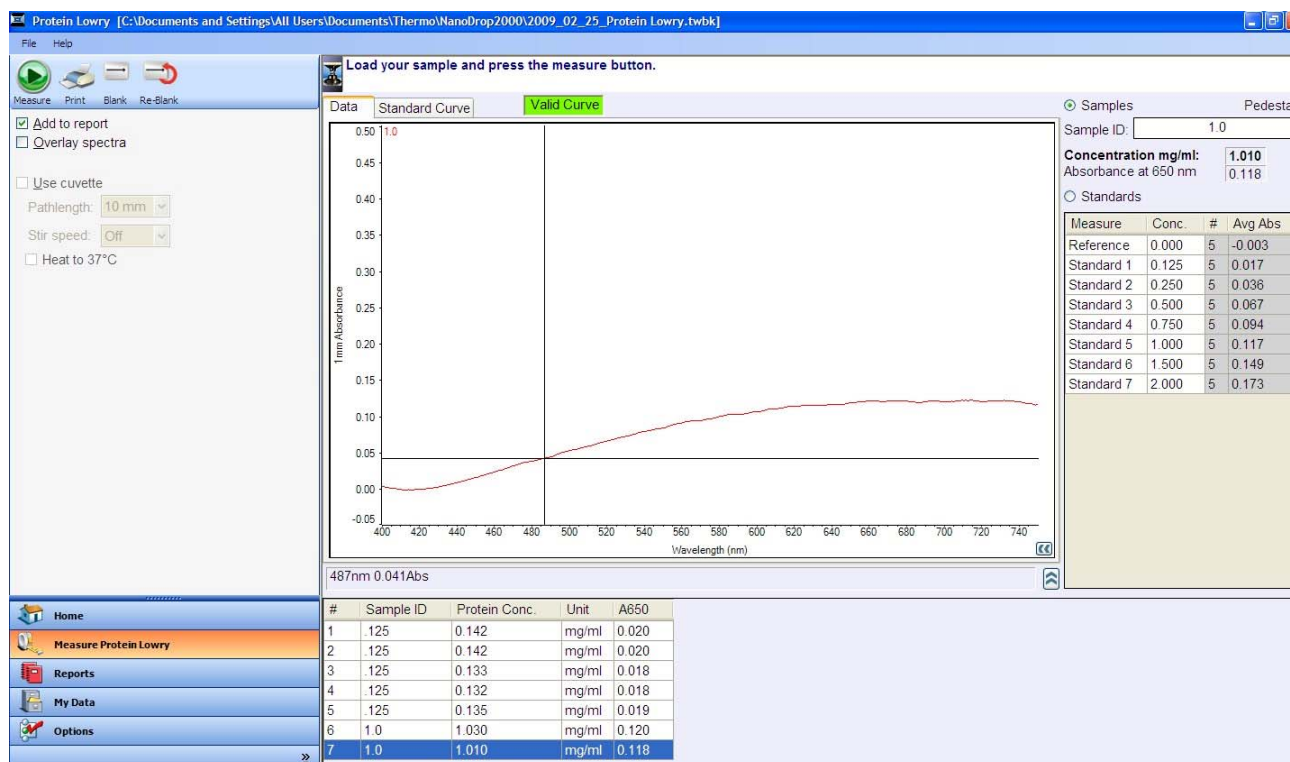 Protein Lowry [C:\Documents and Settings\All Users\Documents\Thermo\NanoDrop2000\2009_02_25_Protein Lowry.twbk]
File Help
Measure Print Blank Re-Blank
Add to report
Overlay spectra
Use cuvette
Pathlength: 10 mm
Stir speed: Off
Heat to 37°C
Home
Measure Protein Lowry
Reports
My Data
Options
»
Load your sample and press the measure button.
Data Standard Curve Valid Curve
1.0
0.50
0.45
0.40
0.35
0.30
0.25
0.20
0.15
0.10
0.05
0.00
-0.05
1 mm Absorbance
400 420 440 460 480 500 520 540 560 580 600 620 640 660 680 700 720 740
Wavelength (nm)
487nm 0.041Abs
Samples Pedesta
Sample ID: 1.0
Concentration mg/ml: 1.010
Absorbance at 650 nm 0.118
Standards
Measure Conc. # Avg Abs
Reference 0.000 5 -0.003
Standard 1 0.125 5 0.017
Standard 2 0.250 5 0.036
Standard 3 0.500 5 0.067
Standard 4 0.750 5 0.094
Standard 5 1.000 5 0.117
Standard 6 1.500 5 0.149
Standard 7 2.000 5 0.173
# Sample ID Protein Conc. Unit A650
1 .125 0.142 mg/ml 0.020
2 .125 0.142 mg/ml 0.020
3 .125 0.133 mg/ml 0.018
4 .125 0.132 mg/ml 0.018
5 .125 0.135 mg/ml 0.019
6 1.0 1.030 mg/ml 0.120
7 1.0 1.010 mg/ml 0.118